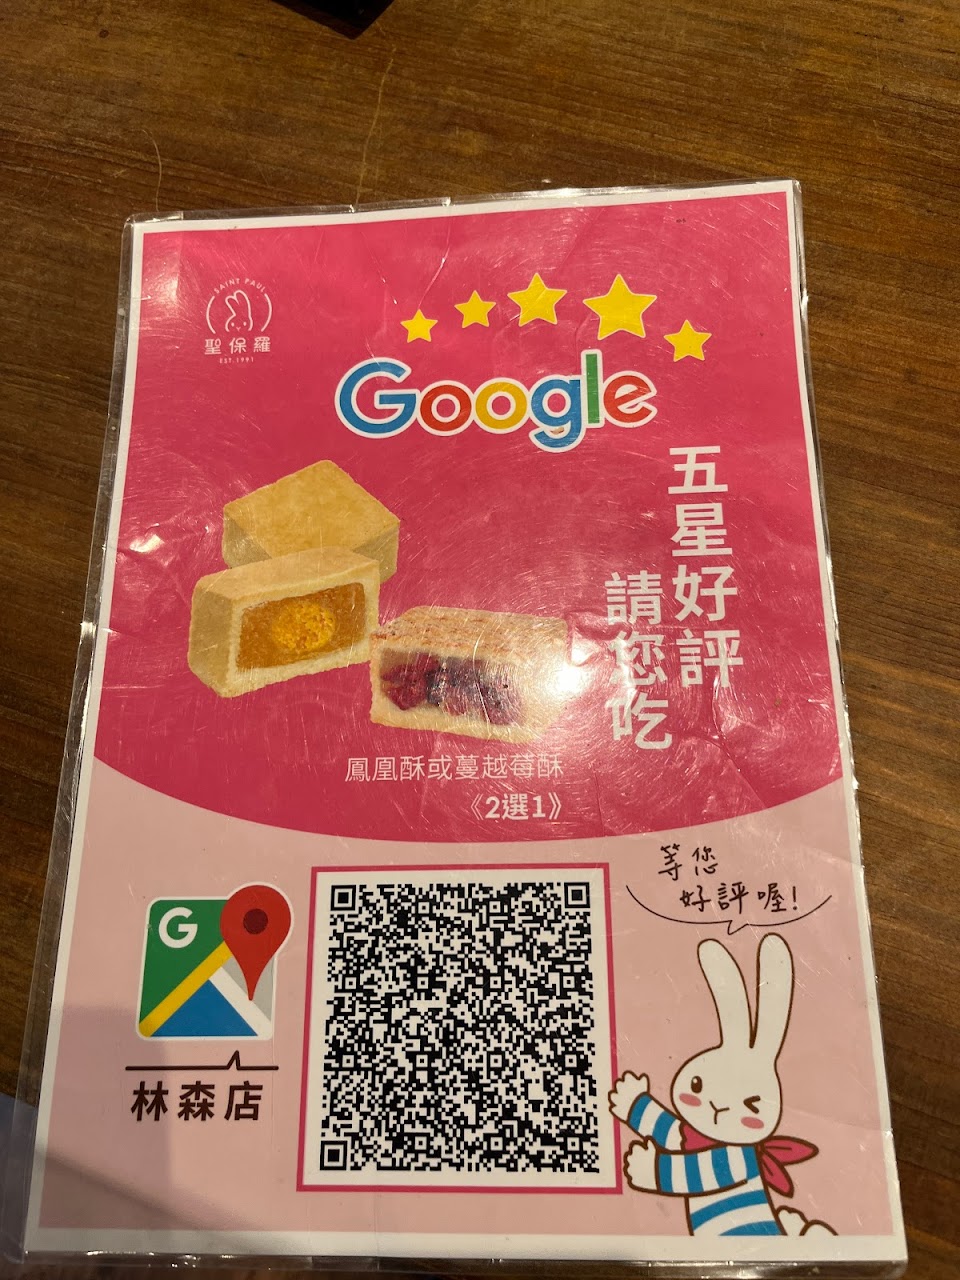 SAINT PAUL
聖保羅
EST.1991
Google
五星好評
請您吃
鳳凰酥或蔓越莓酥
《2選1》
等您
好評喔!
G
林森店